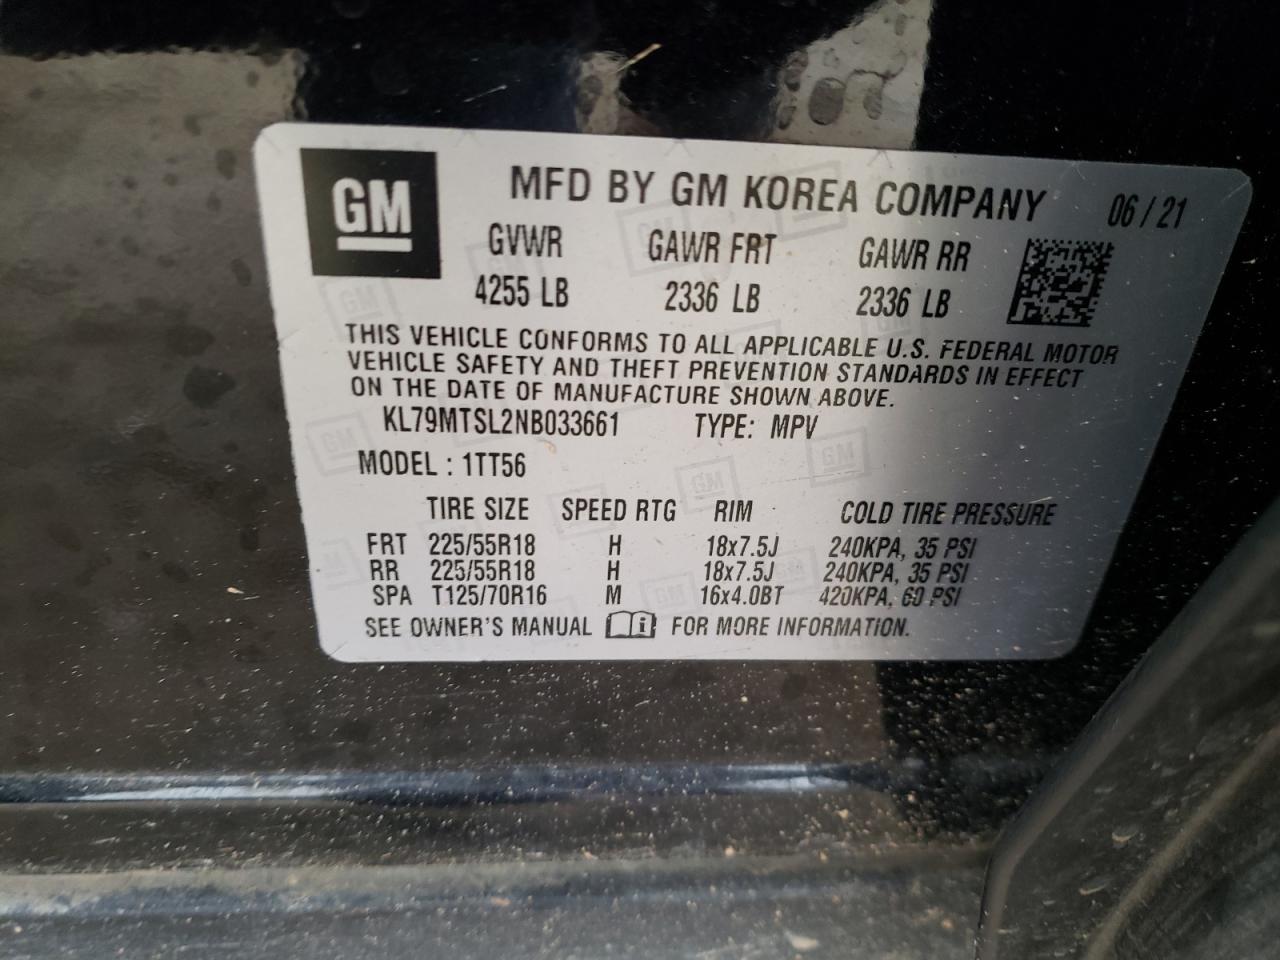 GM
MFD BY GM KOREA COMPANY 06/21
GVWR GAWR FRT GAWR RR
4255 LB 2336 LB 2336 LB
THIS VEHICLE CONFORMS TO ALL APPLICABLE U.S. FEDERAL MOTOR
VEHICLE SAFETY AND THEFT PREVENTION STANDARDS IN EFFECT
ON THE DATE OF MANUFACTURE SHOWN ABOVE.
KL79MTSL2NB033661 TYPE: MPV
MODEL : 1TT56
TIRE SIZE SPEED RTG RIM COLD TIRE PRESSURE
FRT 225/55R18 H 18x7.5J 240KPA, 35 PSI
RR 225/55R18 H 18x7.5J 240KPA, 35 PSI
SPA T125/70R16 M 16x4.0BT 420KPA, 60 PSI
SEE OWNER'S MANUAL i FOR MORE INFORMATION.